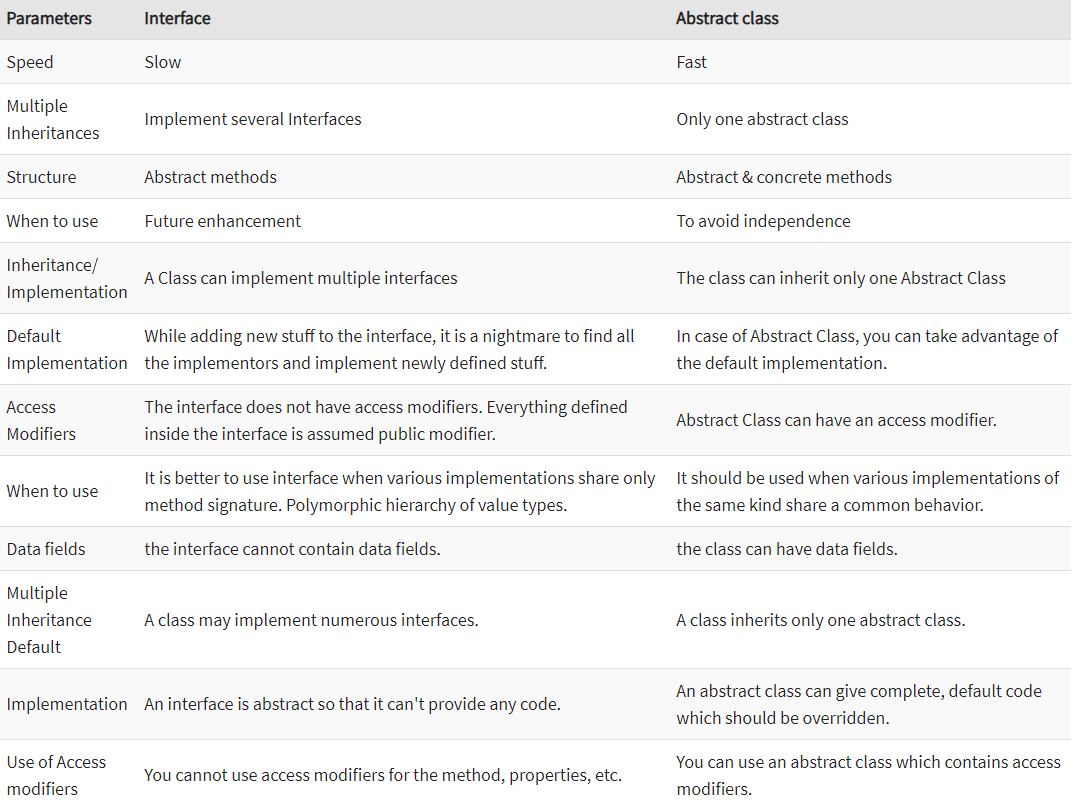 Parameters Interface Abstract class
Speed Slow Fast
Multiple
Inheritances
Implement several Interfaces
Only one abstract class
Structure Abstract methods Abstract & concrete methods
When to use Future enhancement To avoid independence
Inheritance/
Implementation
A Class can implement multiple interfaces
The class can inherit only one Abstract Class
Default
Implementation
While adding new stuff to the interface, it is a nightmare to find all
the implementors and implement newly defined stuff.
In case of Abstract Class, you can take advantage of
the default implementation.
Access
Modifiers
The interface does not have access modifiers. Everything defined
inside the interface is assumed public modifier.
Abstract Class can have an access modifier.
When to use
It is better to use interface when various implementations share only
method signature. Polymorphic hierarchy of value types.
It should be used when various implementations of
the same kind share a common behavior.
Data fields the interface cannot contain data fields. the class can have data fields.
Multiple
Inheritance
Default
A class may implement numerous interfaces.
A class inherits only one abstract class.
Implementation
An interface is abstract so that it can't provide any code.
An abstract class can give complete, default code
which should be overridden.
Use of Access
modifiers
You cannot use access modifiers for the method, properties, etc.
You can use an abstract class which contains access
modifiers.